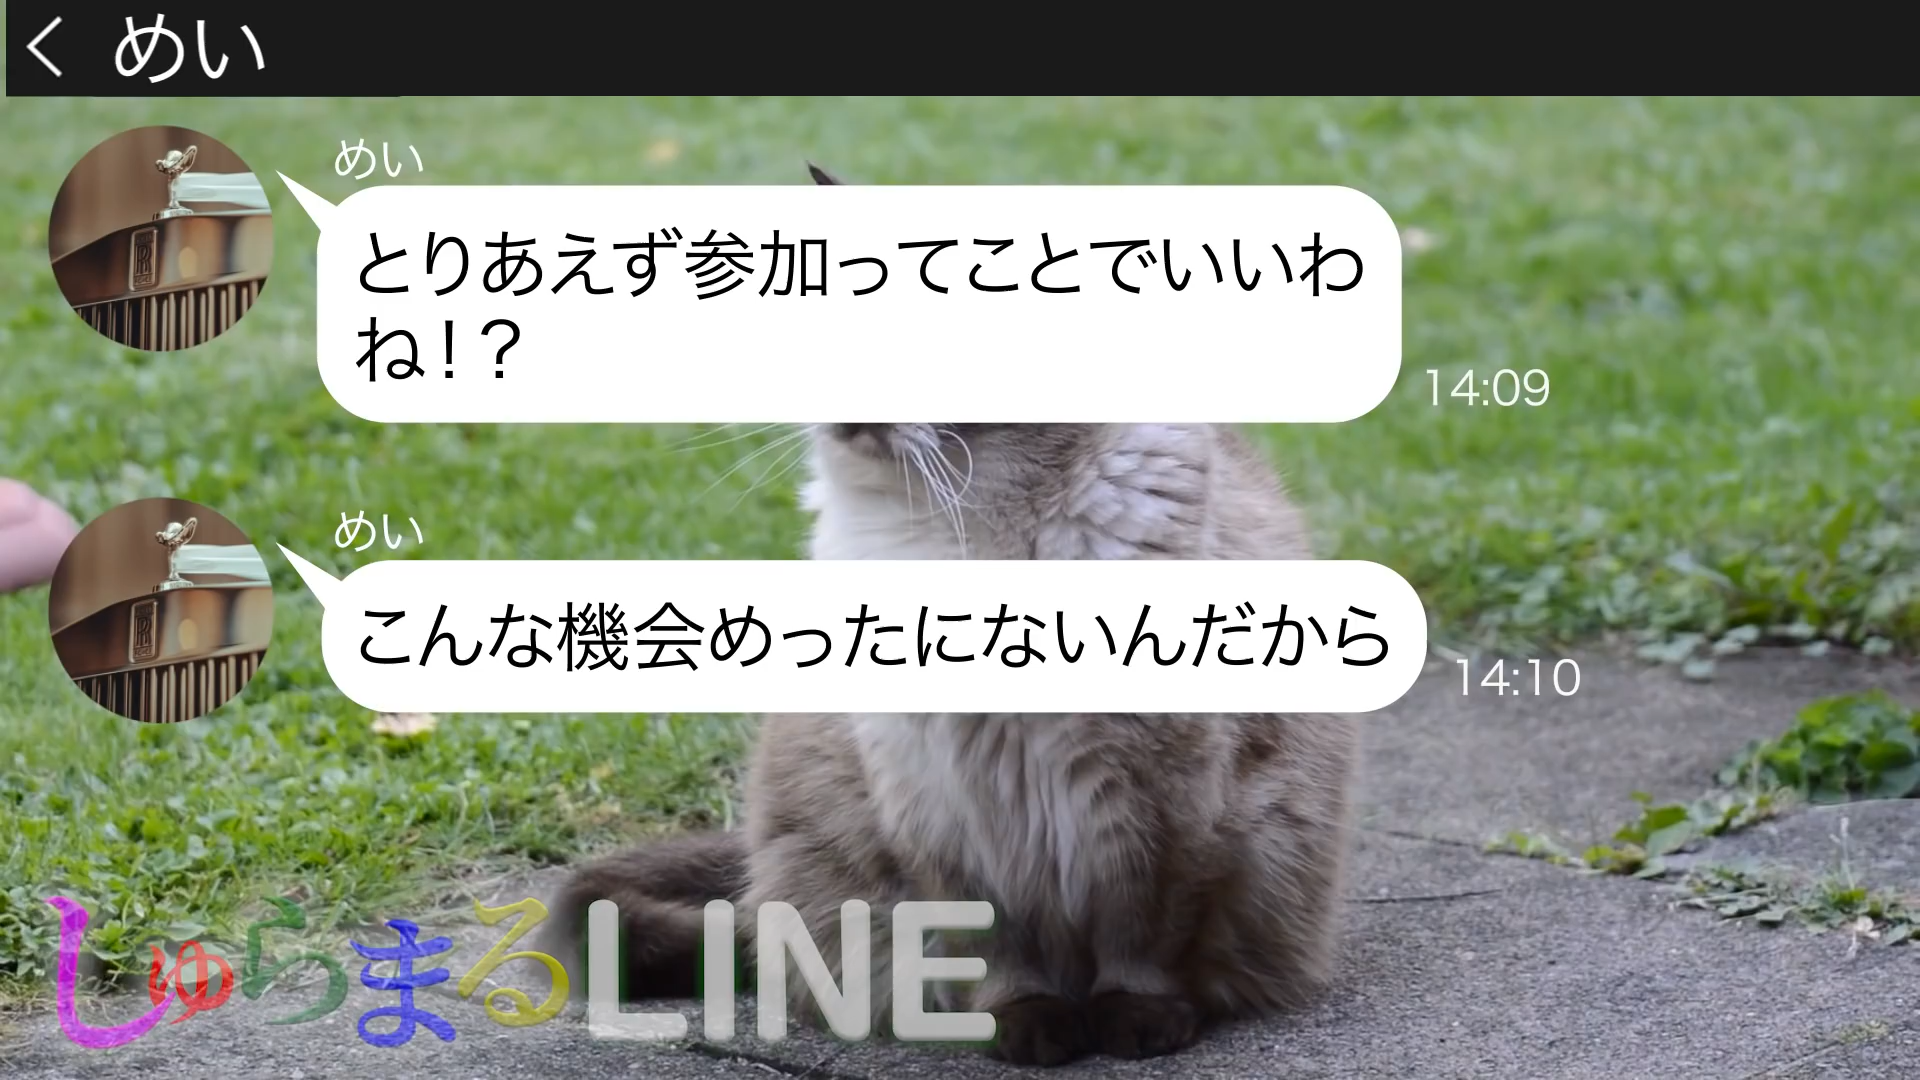 めい
めい
とりあえず参加ってことでいいわ
ね!?
14:09
めい
こんな機会めったにないんだから
14:10
しゅらまるLINE